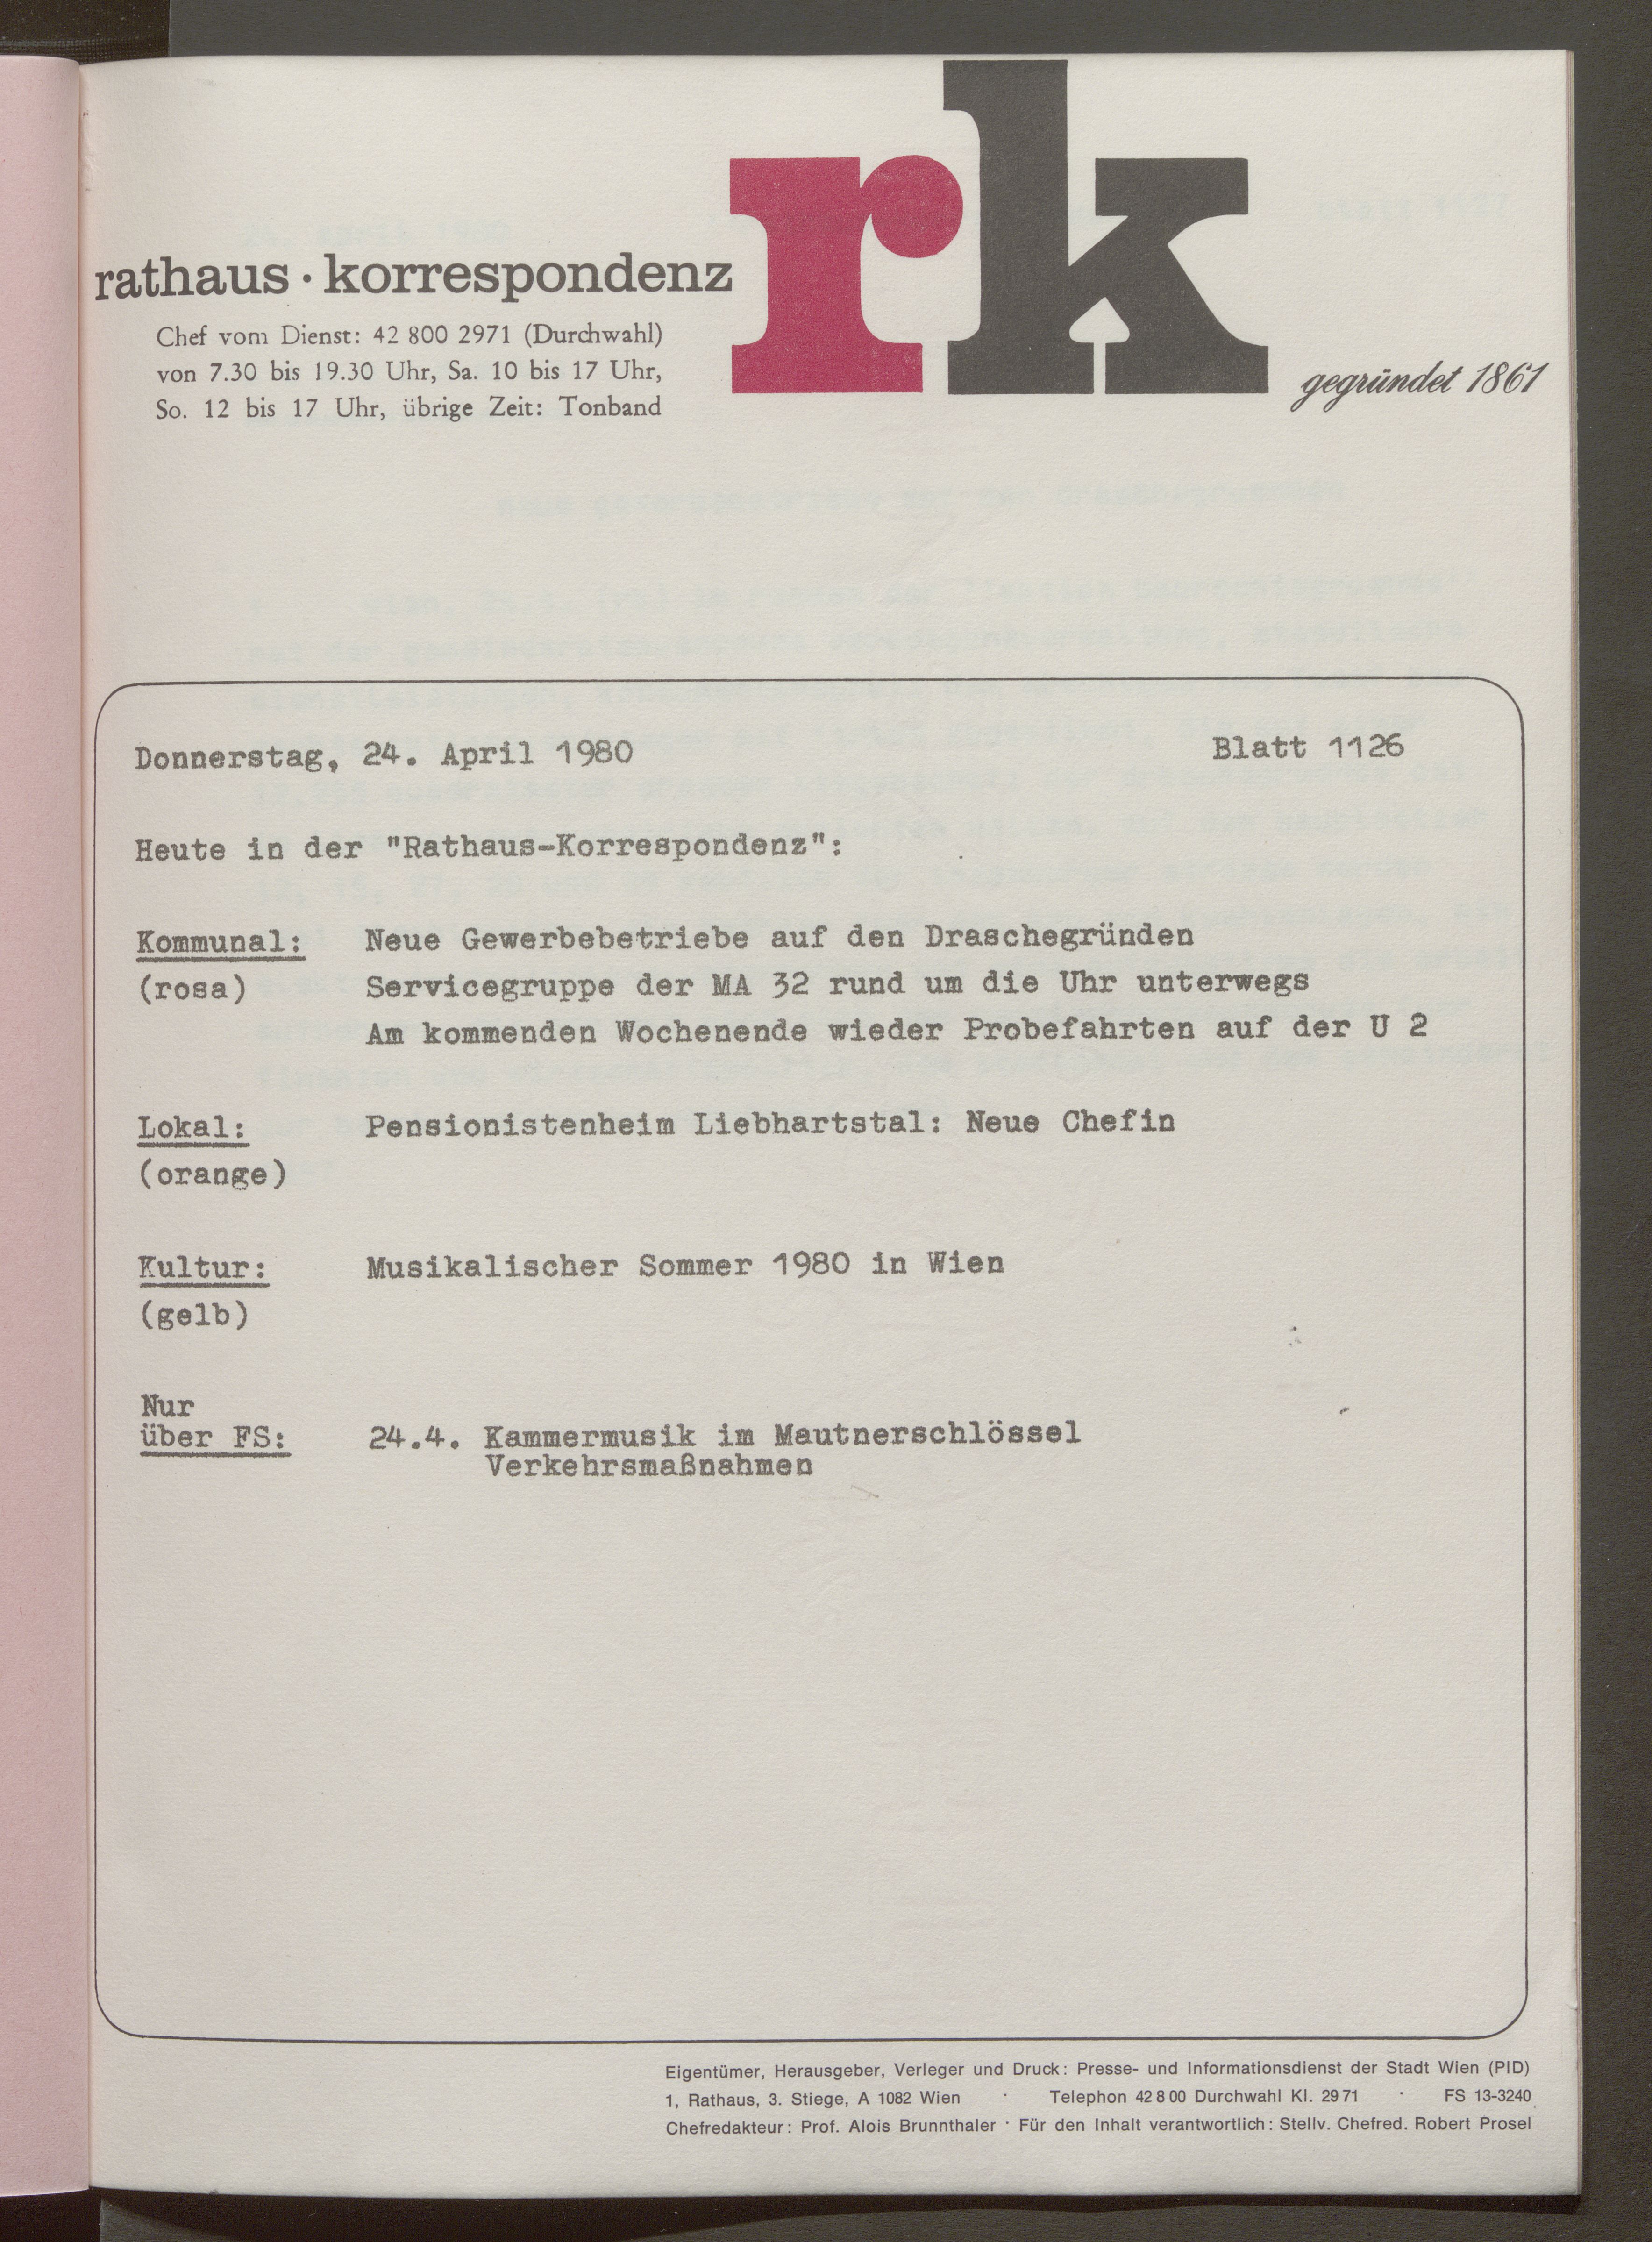 rk
rathaus · korrespondenz
Chef vom Dienst: 42 800 2971 (Durchwahl)
von 7.30 bis 19.30 Uhr, Sa. 10 bis 17 Uhr,
So. 12 bis 17 Uhr, übrige Zeit: Tonband
gegründet 1861
Donnerstag, 24. April 1980 Blatt 1126
Heute in der "Rathaus-Korrespondenz":
Kommunal: Neue Gewerbebetriebe auf den Draschegründen
(rosa) Servicegruppe der MA 32 rund um die Uhr unterwegs
Am kommenden Wochenende wieder Probefahrten auf der U 2
Lokal: Pensionistenheim Liebhartstal: Neue Chefin
(orange)
Kultur: Musikalischer Sommer 1980 in Wien
(gelb)
Nur
über FS: 24.4. Kammermusik im Mautnerschlössel
Verkehrsmaßnahmen
Eigentümer, Herausgeber, Verleger und Druck: Presse- und Informationsdienst der Stadt Wien (PID)
1, Rathaus, 3. Stiege, A 1082 Wien · Telephon 42 8 00 Durchwahl Kl. 29 71 · FS 13-3240
Chefredakteur: Prof. Alois Brunnthaler · Für den Inhalt verantwortlich: Stellv. Chefred. Robert Prosel